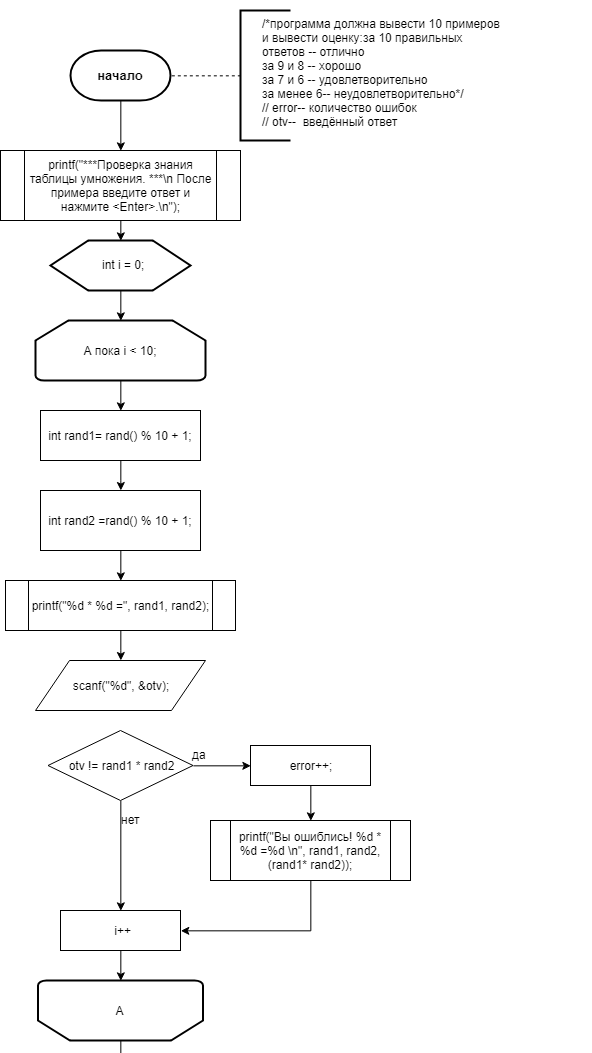 /*программа должна вывести 10 примеров
и вывести оценку:за 10 правильных
ответов -- отлично
за 9 и 8 -- хорошо
за 7 и 6 -- удовлетворительно
за менее 6-- неудовлетворительно*/
// error-- количество ошибок
// otv-- введённый ответ
начало
printf("***Проверка знания
таблицы умножения. ***\n После
примера введите ответ и
нажмите <Enter>.\n");
int i = 0;
А пока i < 10;
int rand1= rand() % 10 + 1;
int rand2 =rand() % 10 + 1;
printf("%d * %d =", rand1, rand2);
scanf("%d", &otv);
otv != rand1 * rand2
да
error++;
нет
printf("Вы ошиблись! %d *
%d =%d \n", rand1, rand2,
(rand1* rand2));
i++
А